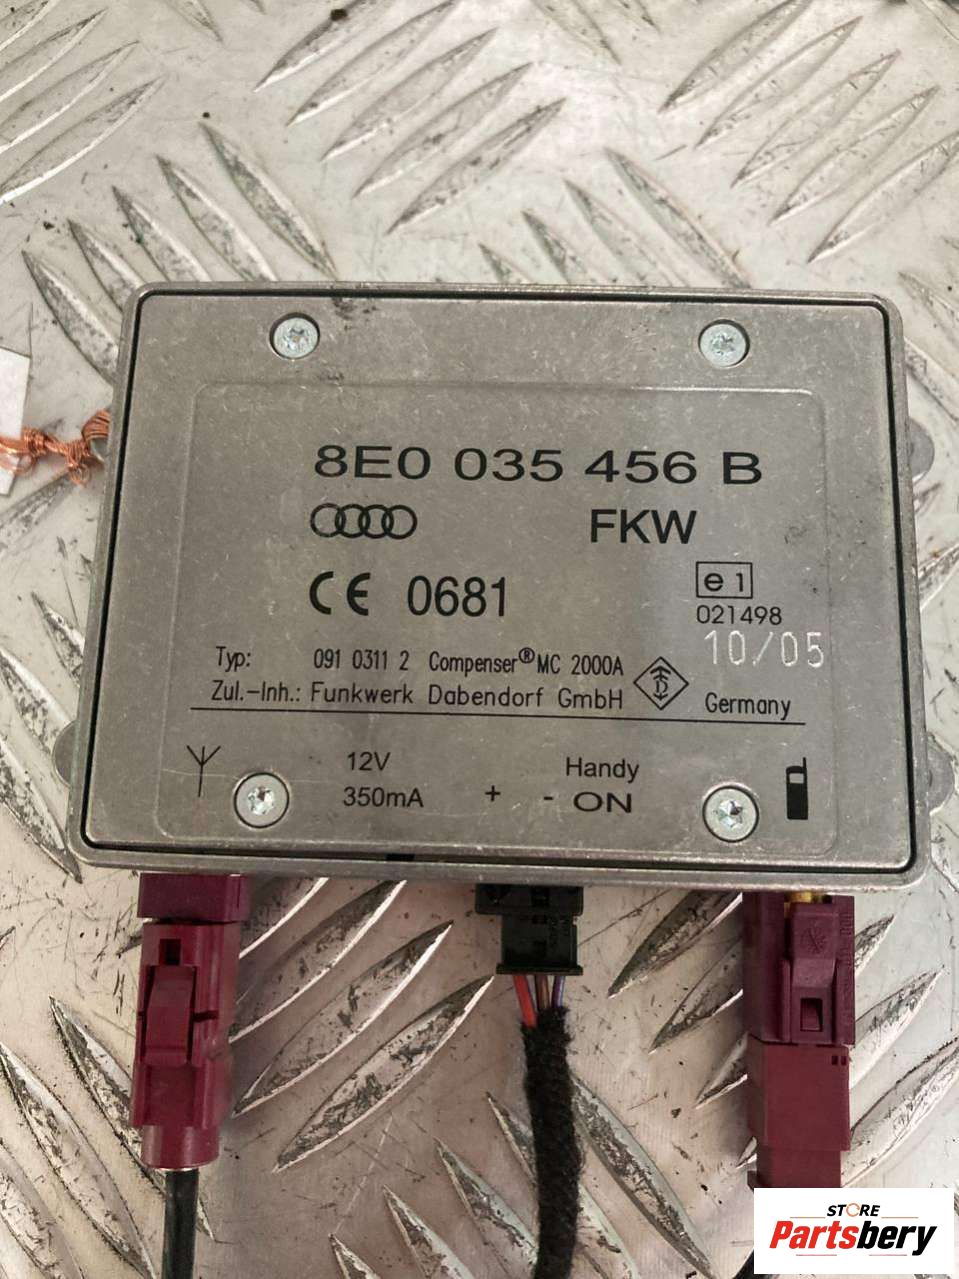 8E0 035 456 B
FKW
CE 0681
e1
021498
10/05
Typ: 091 0311 2 Compenser® MC 2000A
Zul.-Inh.: Funkwerk Dabendorf GmbH
Germany
12V Handy
350mA + - ON
STORE
Partsbery